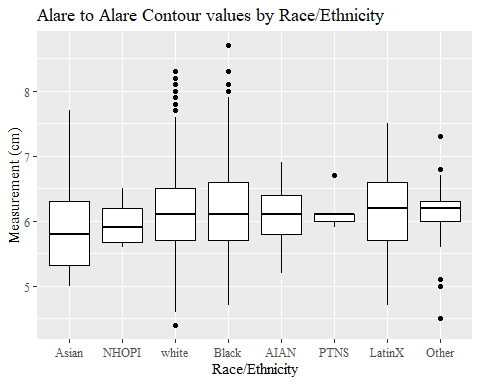 Alare to Alare Contour values by Race/Ethnicity
8
7
6
5
Measurement (cm)
Asian NHOPI white Black AIAN PTNS LatinX Other
Race/Ethnicity